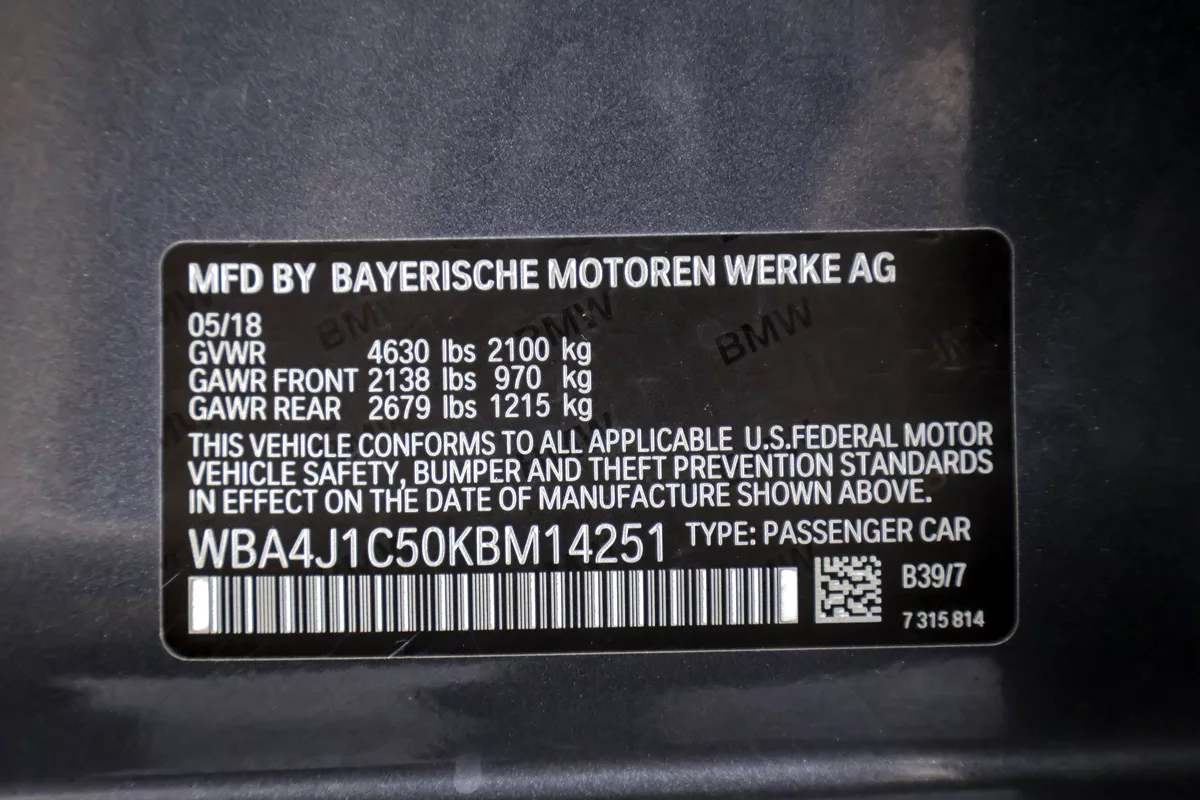 MFD BY BAYERISCHE MOTOREN WERKE AG
05/18
GVWR 4630 lbs 2100 kg
GAWR FRONT 2138 lbs 970 kg
GAWR REAR 2679 lbs 1215 kg
THIS VEHICLE CONFORMS TO ALL APPLICABLE U.S.FEDERAL MOTOR
VEHICLE SAFETY, BUMPER AND THEFT PREVENTION STANDARDS
IN EFFECT ON THE DATE OF MANUFACTURE SHOWN ABOVE.
WBA4J1C50KBM14251 TYPE: PASSENGER CAR
B39/7
7 315 814
BMW
BMW
BMW